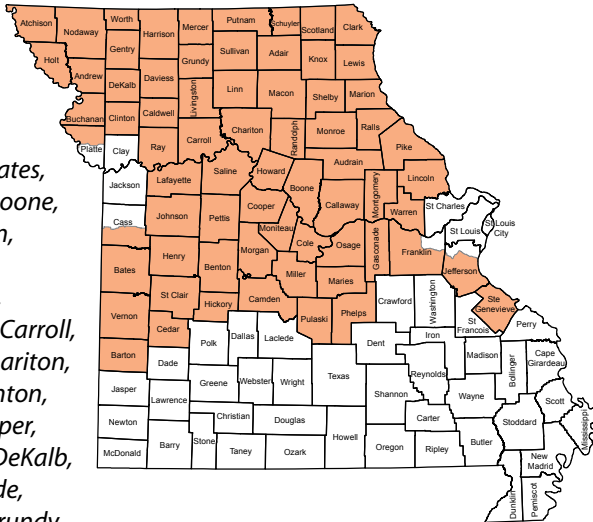 Atchison
Nodaway
Worth
Harrison
Mercer
Putnam
Schuyler
Scotland
Clark
Gentry
Sullivan
Adair
Knox
Lewis
Holt
Andrew
DeKalb
Daviess
Grundy
Livingston
Linn
Macon
Shelby
Marion
Buchanan
Clinton
Caldwell
Chariton
Randolph
Monroe
Ralls
Platte
Clay
Ray
Carroll
Audrain
Pike
Jackson
Lafayette
Saline
Howard
Boone
Callaway
Montgomery
Lincoln
Warren
St Charles
St Louis
St Louis
City
Cass
Johnson
Pettis
Cooper
Moniteau
Cole
Osage
Gasconade
Franklin
Jefferson
Bates
Henry
Benton
Morgan
Miller
Maries
St Clair
Hickory
Camden
Pulaski
Phelps
Crawford
Washington
Ste
Genevieve
St
Francois
Perry
Vernon
Cedar
Polk
Dallas
Laclede
Dent
Iron
Madison
Bollinger
Cape
Girardeau
Barton
Dade
Jasper
Greene
Webster
Wright
Texas
Shannon
Reynolds
Wayne
Scott
Lawrence
Newton
Christian
Douglas
Howell
Carter
Stoddard
Mississippi
McDonald
Barry
Stone
Taney
Ozark
Oregon
Ripley
Butler
New
Madrid
Dunklin
Pemiscot
ates,
oone,
n,
Carroll,
ariton,
nton,
per,
DeKalb,
de,
rundy